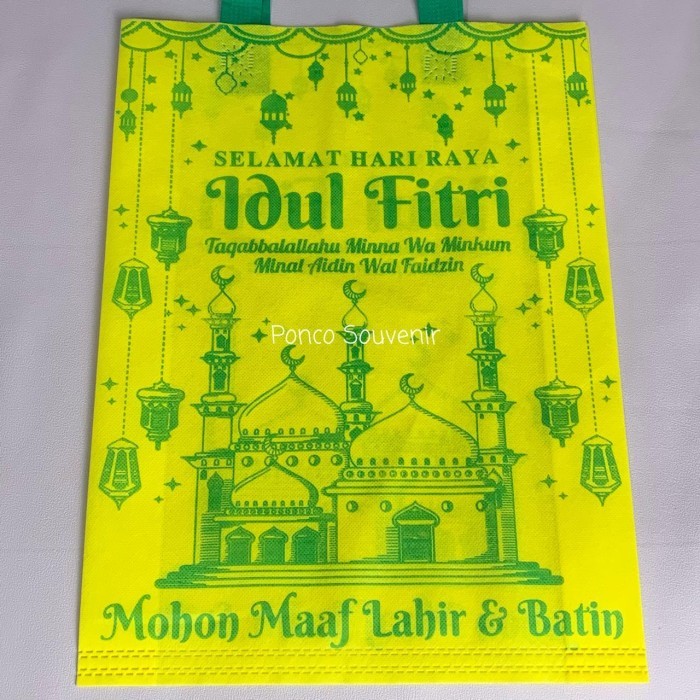 SELAMAT HARI RAYA
Idul Fitri
Taqabbalallahu Minna Wa Minkum
Minal Aidin Wal Faidzin
Ponco Souvenir
Mohon Maaf Lahir & Batin